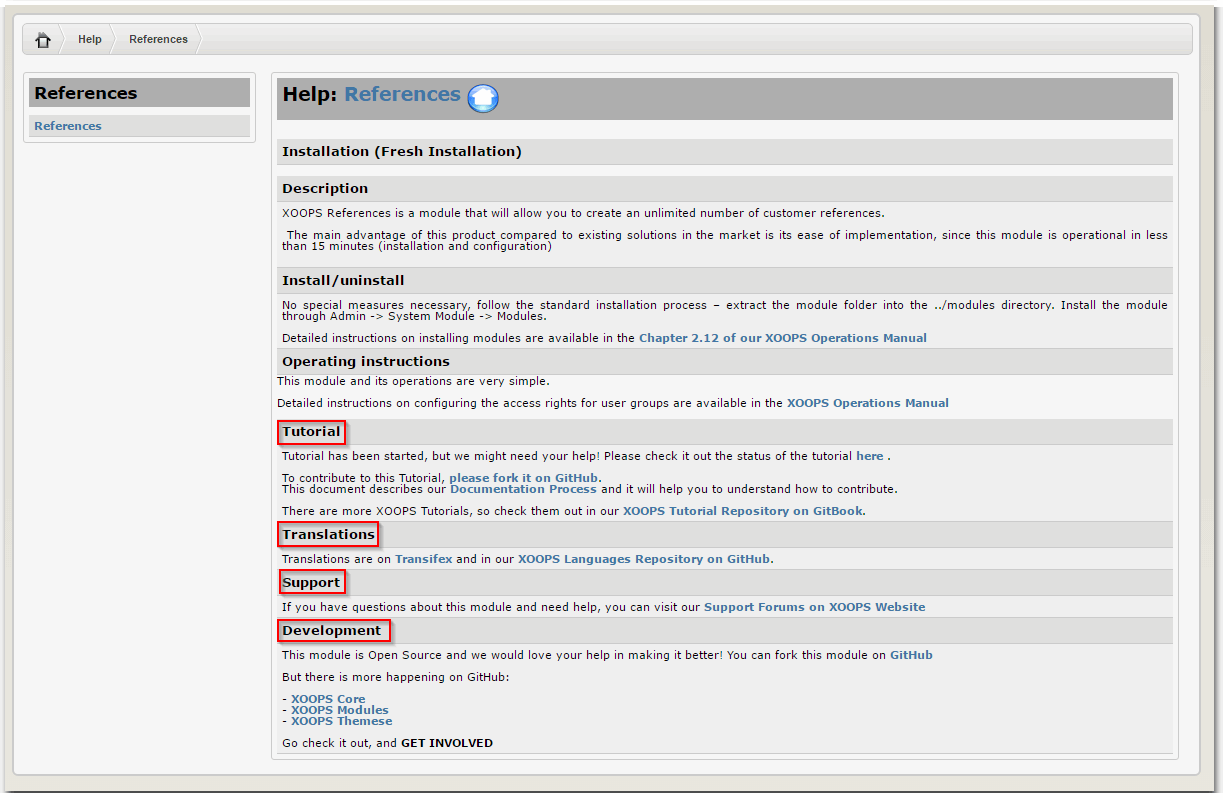 Help References
References
References
Help: References
Installation (Fresh Installation)
Description
XOOPS References is a module that will allow you to create an unlimited number of customer references.
The main advantage of this product compared to existing solutions in the market is its ease of implementation, since this module is operational in less
than 15 minutes (installation and configuration)
Install/uninstall
No special measures necessary, follow the standard installation process – extract the module folder into the ../modules directory. Install the module
through Admin -> System Module -> Modules.
Detailed instructions on installing modules are available in the Chapter 2.12 of our XOOPS Operations Manual
Operating instructions
This module and its operations are very simple.
Detailed instructions on configuring the access rights for user groups are available in the XOOPS Operations Manual
Tutorial
Tutorial has been started, but we might need your help! Please check it out the status of the tutorial here .
To contribute to this Tutorial, please fork it on GitHub.
This document describes our Documentation Process and it will help you to understand how to contribute.
There are more XOOPS Tutorials, so check them out in our XOOPS Tutorial Repository on GitBook.
Translations
Translations are on Transifex and in our XOOPS Languages Repository on GitHub.
Support
If you have questions about this module and need help, you can visit our Support Forums on XOOPS Website
Development
This module is Open Source and we would love your help in making it better! You can fork this module on GitHub
But there is more happening on GitHub:
- XOOPS Core
- XOOPS Modules
- XOOPS Themese
Go check it out, and GET INVOLVED